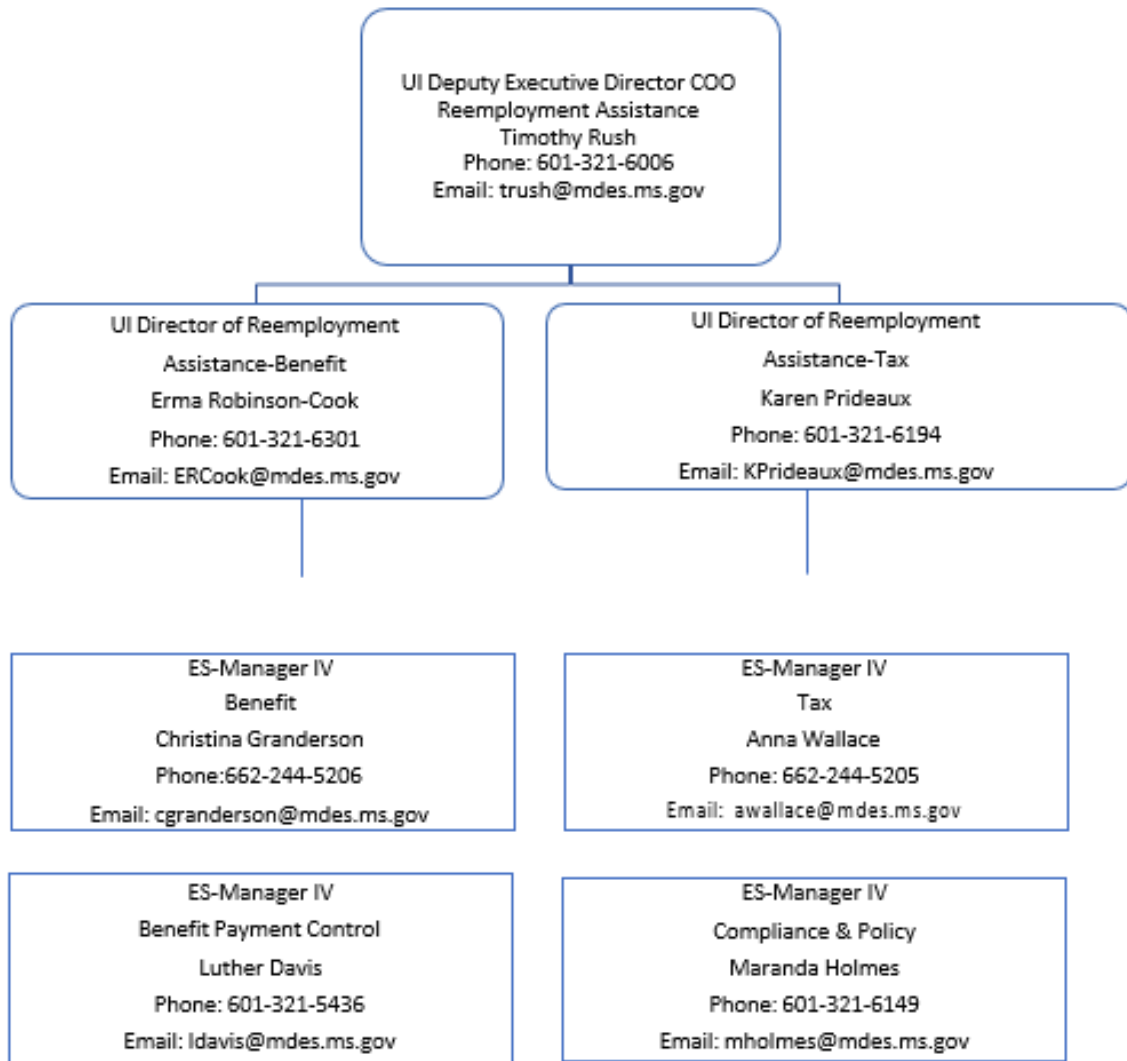 UI Deputy Executive Director COO
Reemployment Assistance
Timothy Rush
Phone: 601-321-6006
Email: trush@mdes.ms.gov
UI Director of Reemployment
Assistance-Benefit
Erma Robinson-Cook
Phone: 601-321-6301
Email: ERCook@mdes.ms.gov
UI Director of Reemployment
Assistance-Tax
Karen Prideaux
Phone: 601-321-6194
Email: KPrideaux@mdes.ms.gov
ES-Manager IV
Benefit
Christina Granderson
Phone:662-244-5206
Email: cgranderson@mdes.ms.gov
ES-Manager IV
Tax
Anna Wallace
Phone: 662-244-5205
Email: awallace@mdes.ms.gov
ES-Manager IV
Benefit Payment Control
Luther Davis
Phone: 601-321-5436
Email: ldavis@mdes.ms.gov
ES-Manager IV
Compliance & Policy
Maranda Holmes
Phone: 601-321-6149
Email: mholmes@mdes.ms.gov